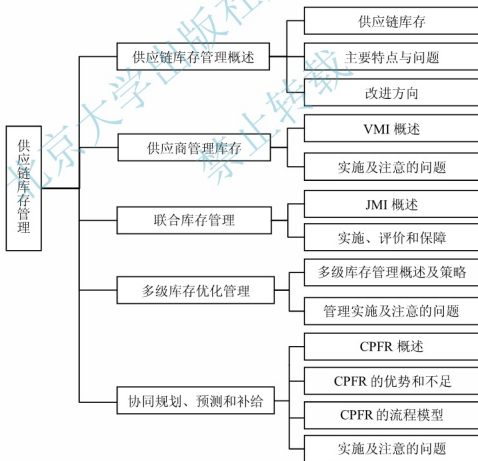 供应链库存管理
供应链库存管理概述
供应链库存
主要特点与问题
改进方向
供应商管理库存
VMI 概述
实施及注意的问题
联合库存管理
JMI 概述
实施、评价和保障
多级库存优化管理
多级库存管理概述及策略
管理实施及注意的问题
协同规划、预测和补给
CPFR 概述
CPFR 的优势和不足
CPFR 的流程模型
实施及注意的问题
北京大学出版社
禁止转载